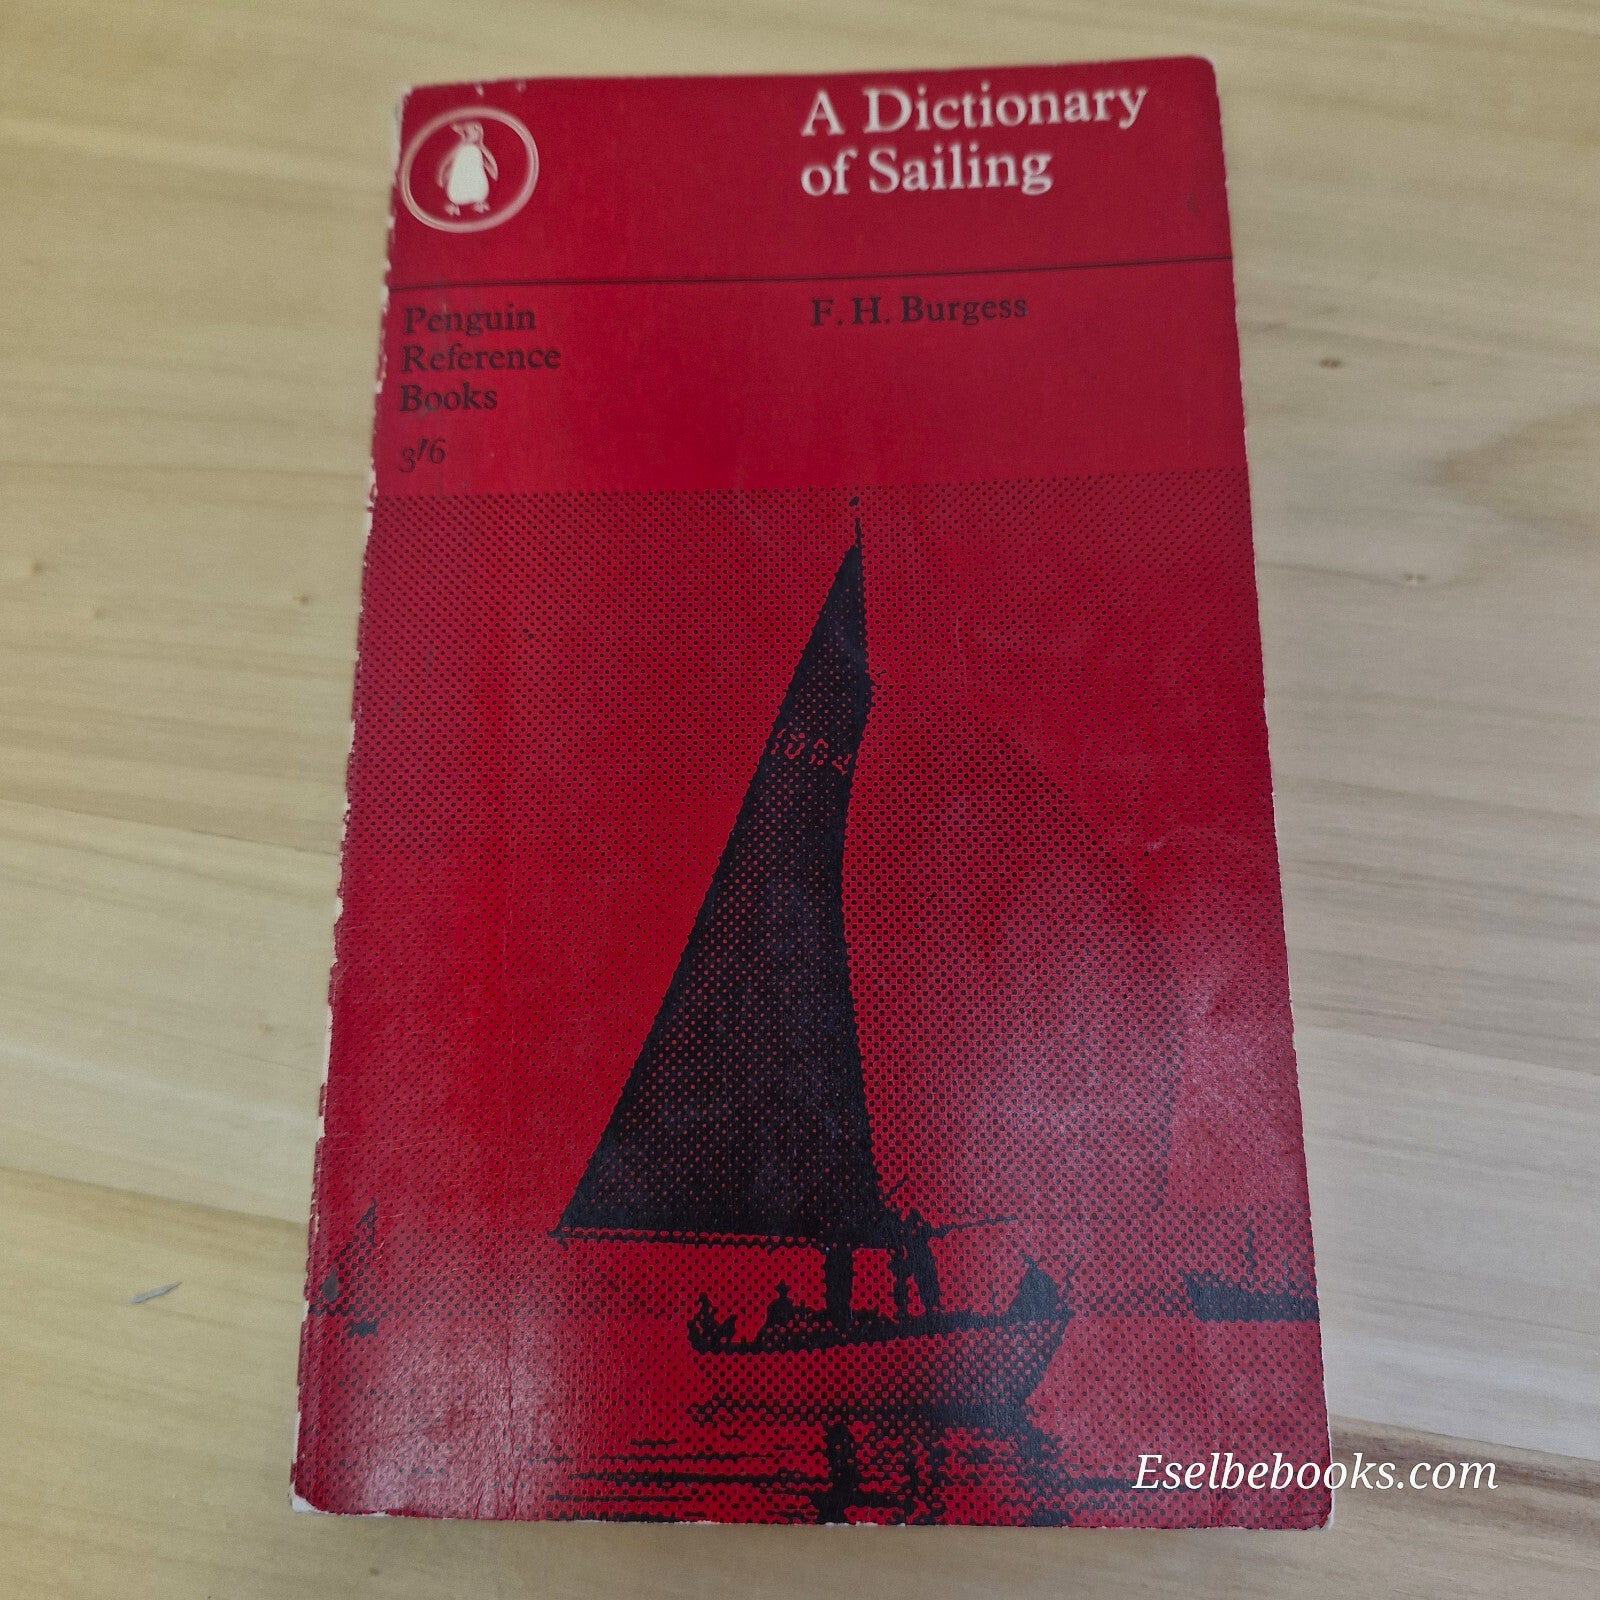 A Dictionary
of Sailing
Penguin
Reference
Books
3/6
F. H. Burgess
Eselbebooks.com